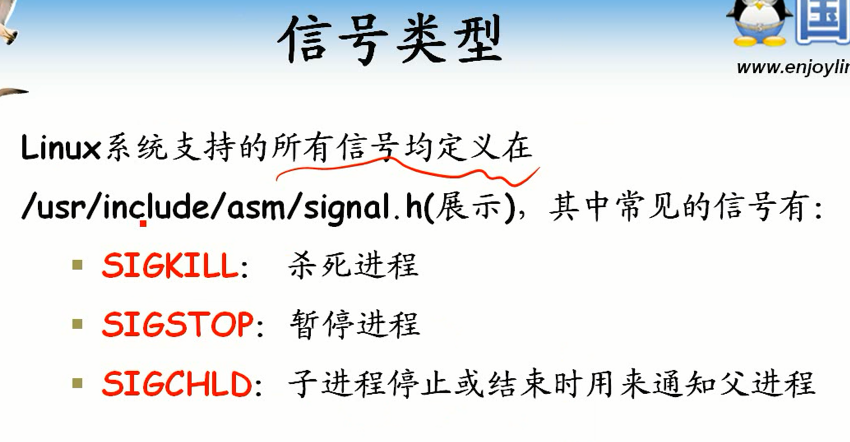 国
www.enjoylin
信号类型
Linux系统支持的所有信号均定义在
/usr/include/asm/signal.h(展示)，其中常见的信号有：
SIGKILL： 杀死进程
SIGSTOP： 暂停进程
SIGCHLD： 子进程停止或结束时用来通知父进程